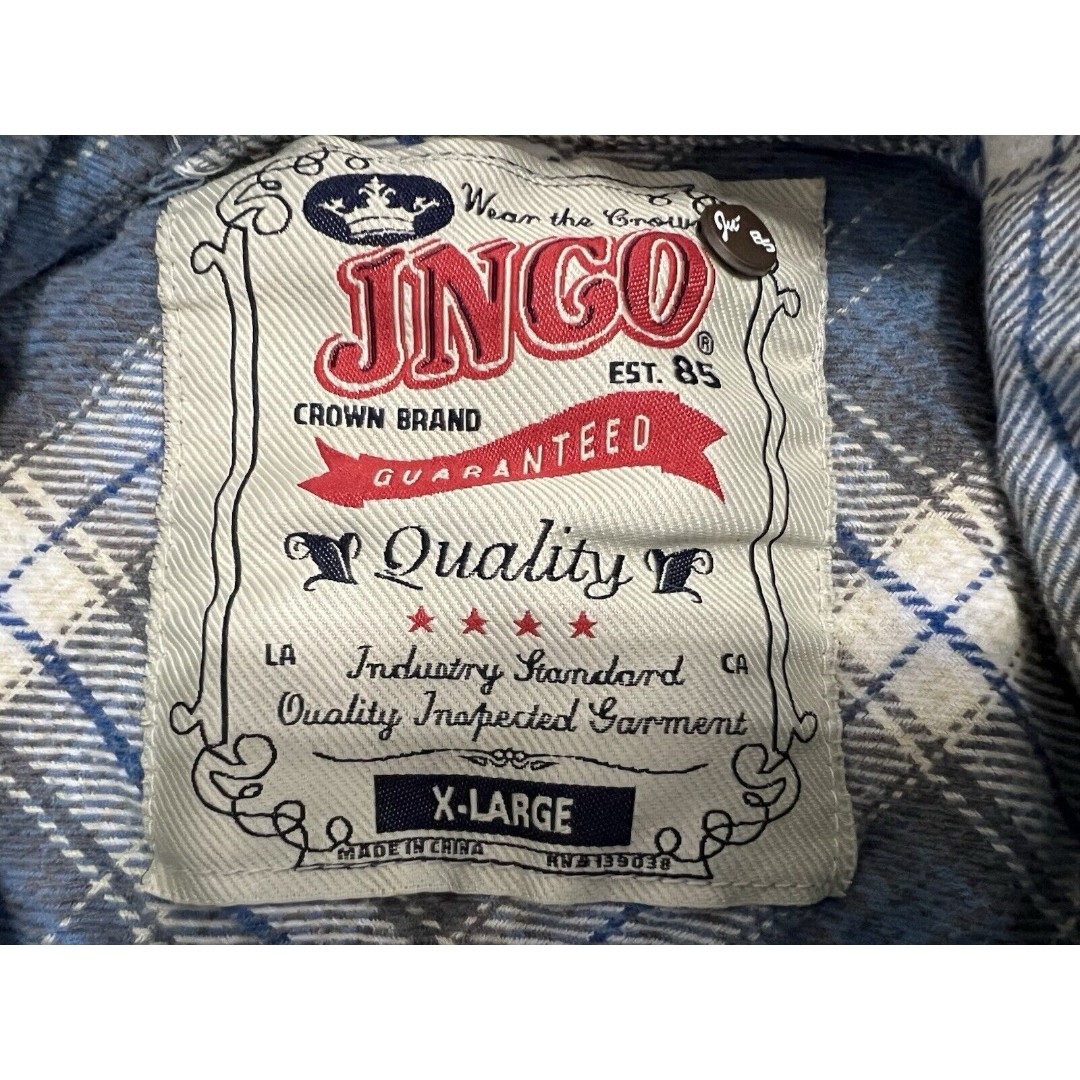 Wear the Crown
JNCO®
EST. 85
CROWN BRAND
GUARANTEED
Quality
LA Industry Standard CA
Quality Inspected Garment
X-LARGE
MADE IN CHINA RN# 139038